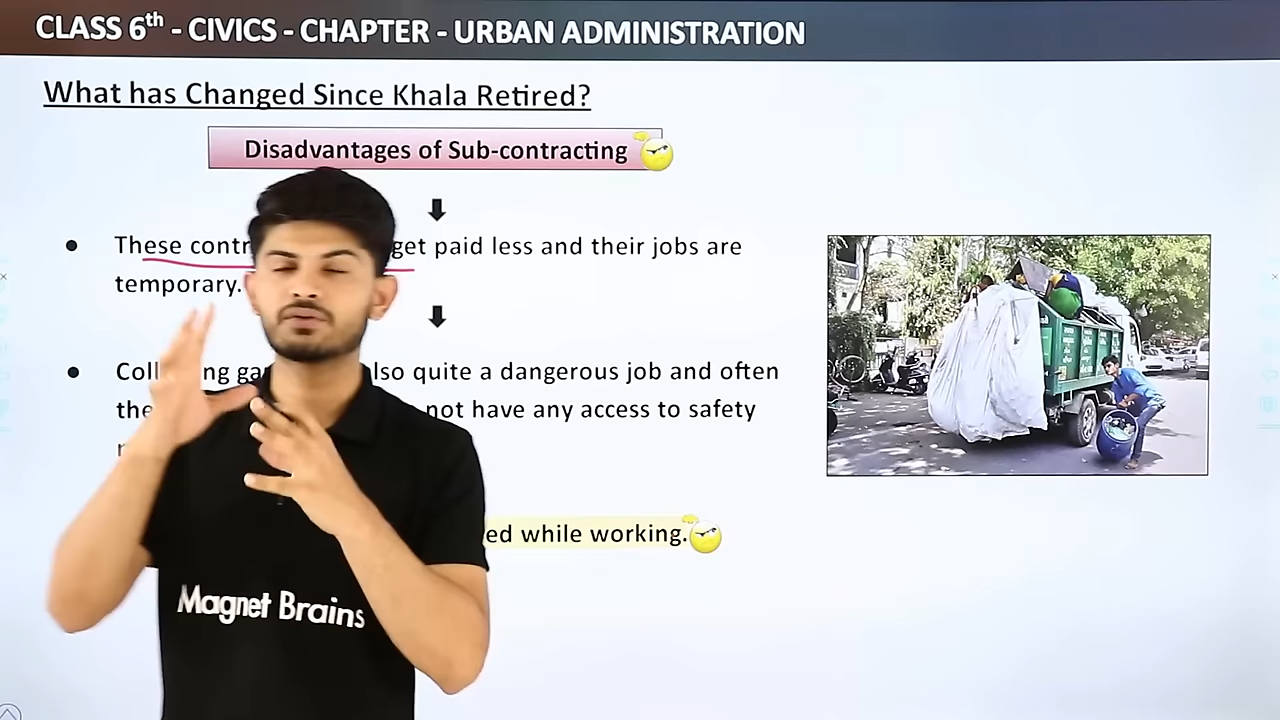 CLASS 6th - CIVICS - CHAPTER - URBAN ADMINISTRATION
What has Changed Since Khala Retired?
Disadvantages of Sub-contracting
These contr get paid less and their jobs are
temporary.
Coll ng ga lso quite a dangerous job and often
the not have any access to safety
ed while working.
Magnet Brains